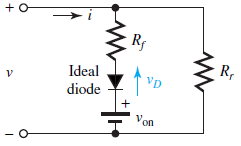 +
i
R_f
R_r
v
Ideal
diode
v_D
+
V_on
−